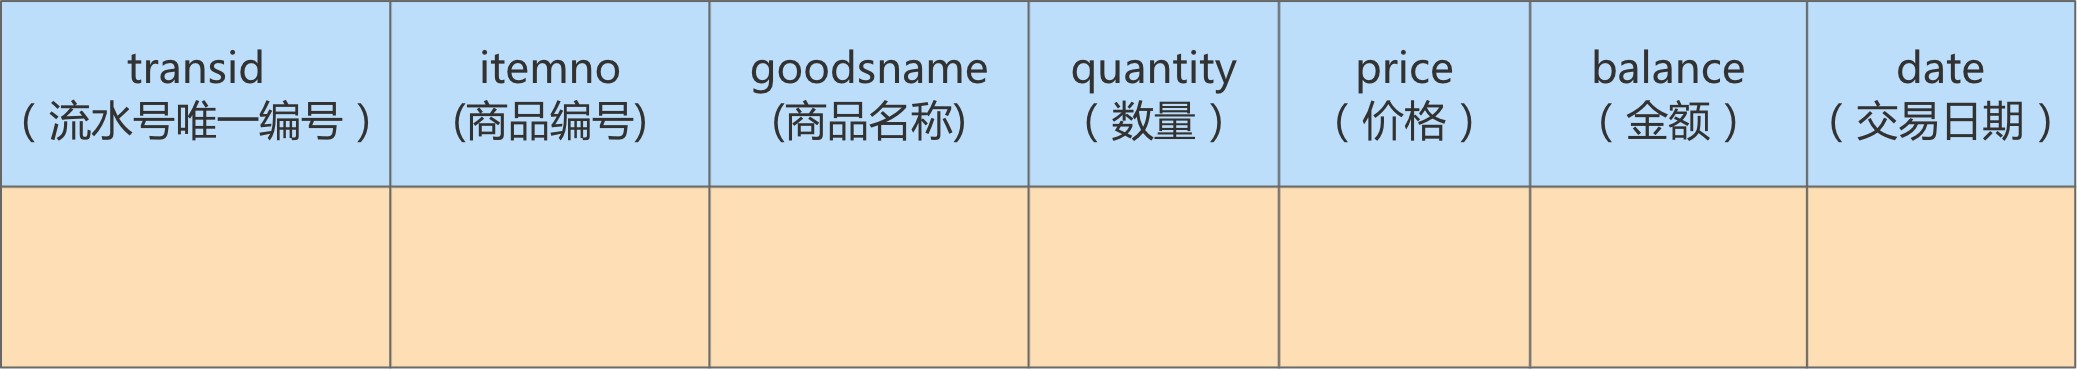 transid
（流水号唯一编号）
itemno
(商品编号)
goodsname
(商品名称)
quantity
（数量）
price
（价格）
balance
（金额）
date
（交易日期）